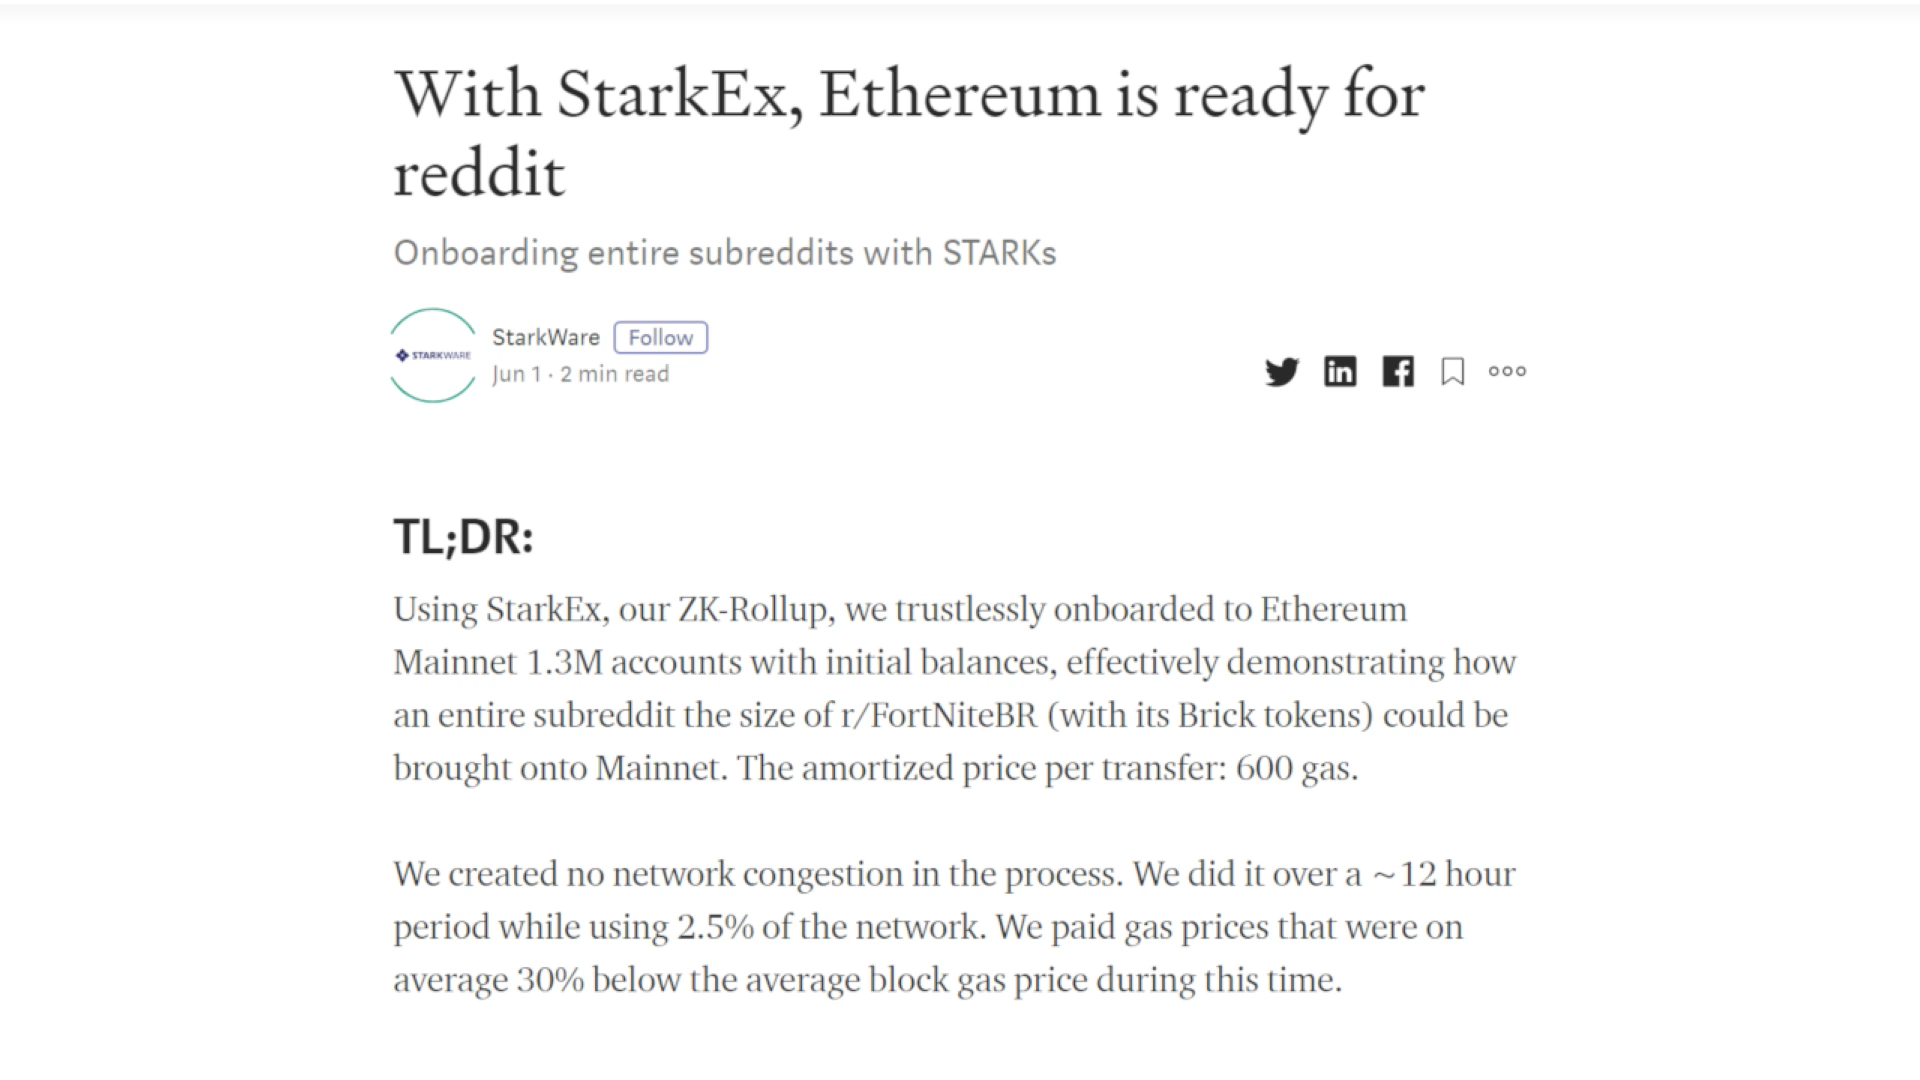 With StarkEx, Ethereum is ready for
reddit
Onboarding entire subreddits with STARKs
STARKWARE
StarkWare Follow
Jun 1 · 2 min read
TL;DR:
Using StarkEx, our ZK-Rollup, we trustlessly onboarded to Ethereum
Mainnet 1.3M accounts with initial balances, effectively demonstrating how
an entire subreddit the size of r/FortNiteBR (with its Brick tokens) could be
brought onto Mainnet. The amortized price per transfer: 600 gas.
We created no network congestion in the process. We did it over a ~12 hour
period while using 2.5% of the network. We paid gas prices that were on
average 30% below the average block gas price during this time.